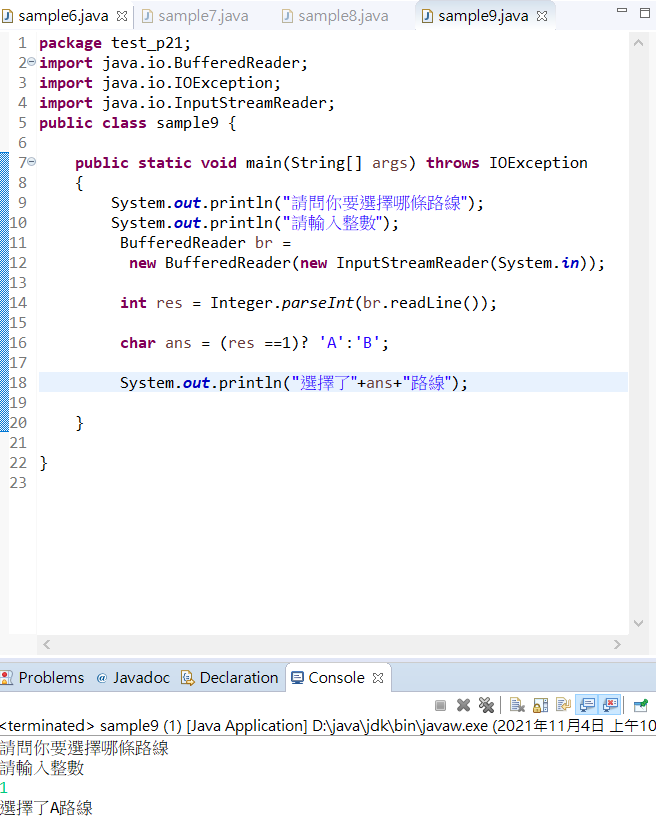 sample6.java sample7.java sample8.java sample9.java
1 package test_p21;
2 import java.io.BufferedReader;
3 import java.io.IOException;
4 import java.io.InputStreamReader;
5 public class sample9 {
6
7 public static void main(String[] args) throws IOException
8 {
9 System.out.println("請問你要選擇哪條路線");
10 System.out.println("請輸入整數");
11 BufferedReader br =
12 new BufferedReader(new InputStreamReader(System.in));
13
14 int res = Integer.parseInt(br.readLine());
15
16 char ans = (res ==1)? 'A':'B';
17
18 System.out.println("選擇了"+ans+"路線");
19
20 }
21
22 }
23
Problems @ Javadoc Declaration Console
<terminated> sample9 (1) [Java Application] D:\java\jdk\bin\javaw.exe (2021年11月4日 上午10
請問你要選擇哪條路線
請輸入整數
1
選擇了A路線